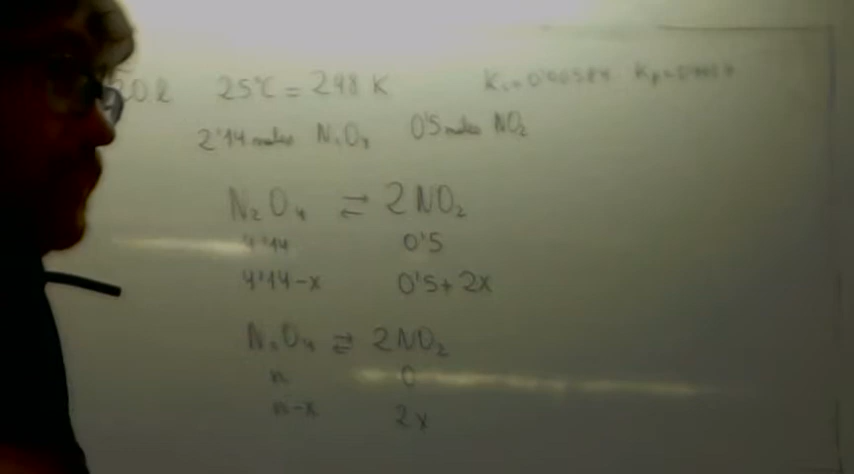 50 l 25°C = 298 K
2'14 moles N₂O₄ 0'5 moles NO₂
N₂O₄ ⇄ 2NO₂
4'14 0'5
4'14-x 0'5+2x
N₂O₄ ⇄ 2NO₂
n 0
n-x 2x